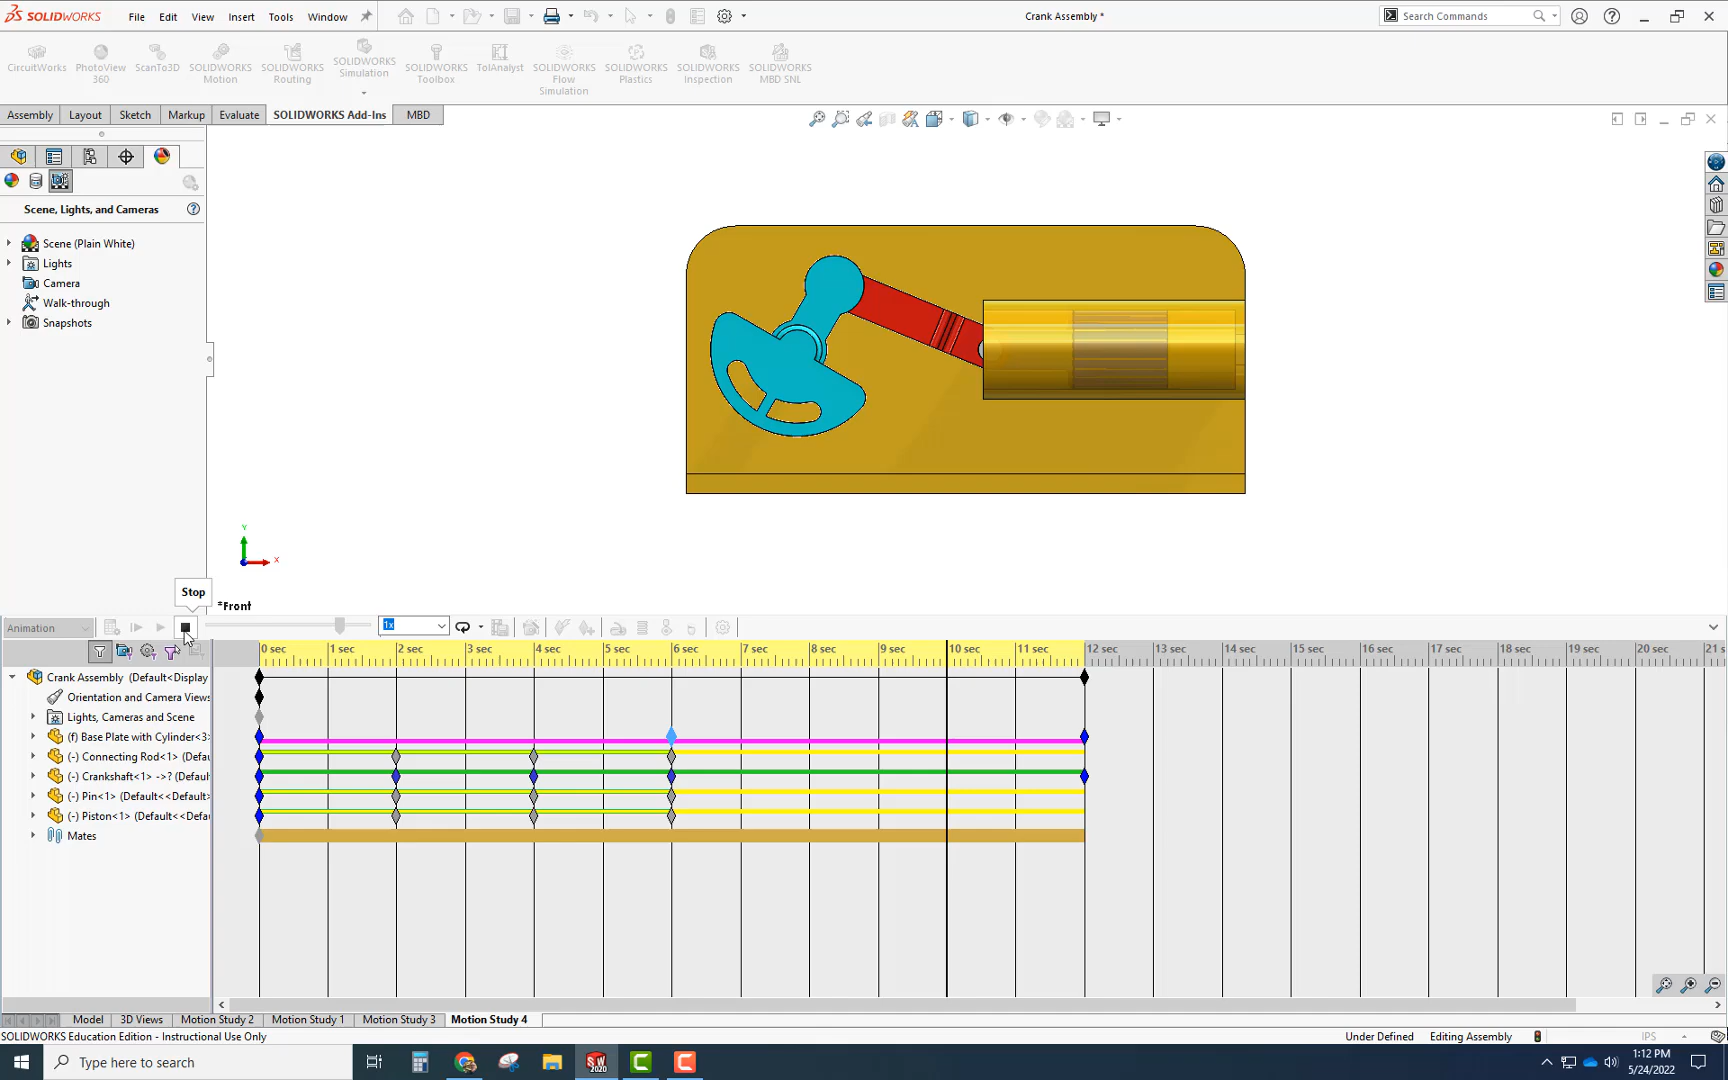 SOLIDWORKS File Edit View Insert Tools Window Crank Assembly * Search Commands
CircuitWorks PhotoView 360 ScanTo3D SOLIDWORKS Motion SOLIDWORKS Routing SOLIDWORKS Simulation SOLIDWORKS Toolbox TolAnalyst SOLIDWORKS Flow Simulation SOLIDWORKS Plastics SOLIDWORKS Inspection SOLIDWORKS MBD SNL
Assembly Layout Sketch Markup Evaluate SOLIDWORKS Add-Ins MBD
Scene, Lights, and Cameras
Scene (Plain White)
Lights
Camera
Walk-through
Snapshots
Y
X
Stop
*Front
Animation 1x
0 sec 1 sec 2 sec 3 sec 4 sec 5 sec 6 sec 7 sec 8 sec 9 sec 10 sec 11 sec 12 sec 13 sec 14 sec 15 sec 16 sec 17 sec 18 sec 19 sec 20 sec 21 s
Crank Assembly (Default<Display
Orientation and Camera Views
Lights, Cameras and Scene
(f) Base Plate with Cylinder<3>
(-) Connecting Rod<1> (Defau
(-) Crankshaft<1> ->? (Defau
(-) Pin<1> (Default<<Default>
(-) Piston<1> (Default<<Defau
Mates
Model 3D Views Motion Study 2 Motion Study 1 Motion Study 3 Motion Study 4
SOLIDWORKS Education Edition - Instructional Use Only Under Defined Editing Assembly IPS
Type here to search 1:12 PM
5/24/2022